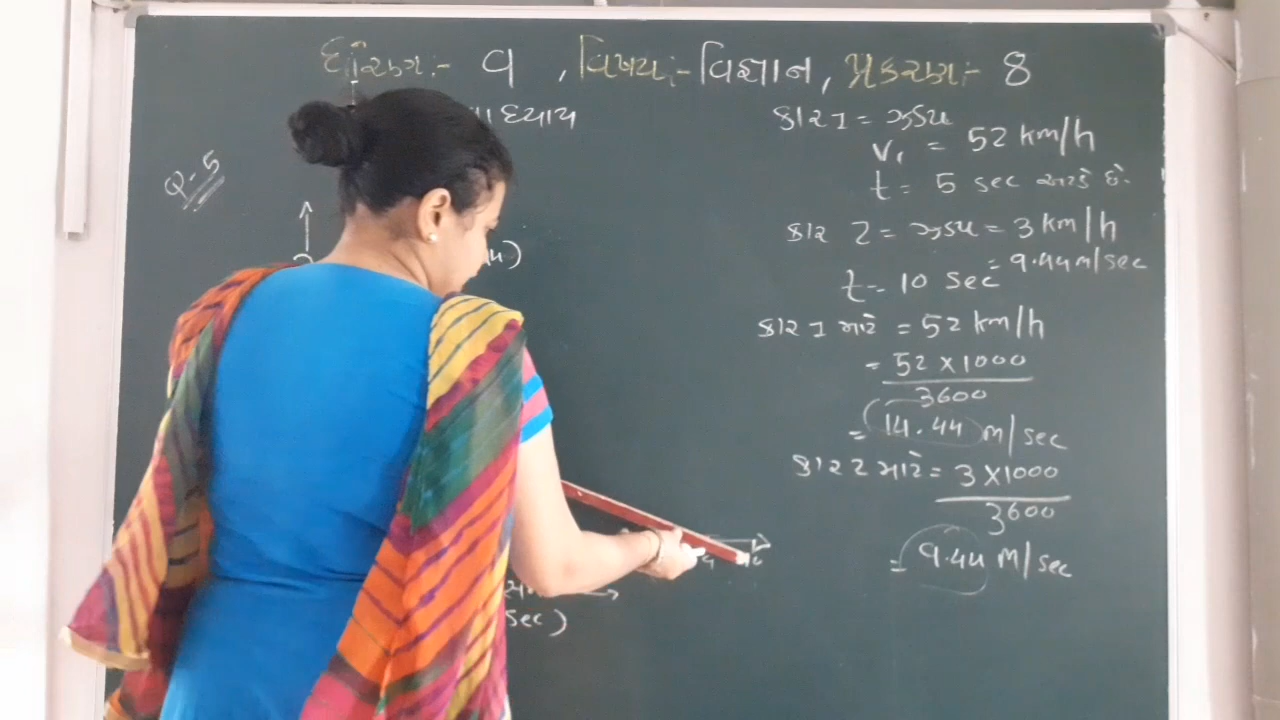 ધોરણ:- ૧ , વિષય:- વિજ્ઞાન, પ્રકરણ:- 8
ધ્યાય
Q-5
કાર 1 = ઝડપ
V₁ = 52 km/h
t = 5 sec અટકે છે.
કાર 2 = ઝડપ = 3 km/h
= 9.44 m/sec
t = 10 sec
કાર 1 માટે = 52 km/h
= 52 x 1000
3600
= 14.44 m/sec
કાર 2 માટે = 3 x 1000
3600
= 9.44 m/sec
sec)